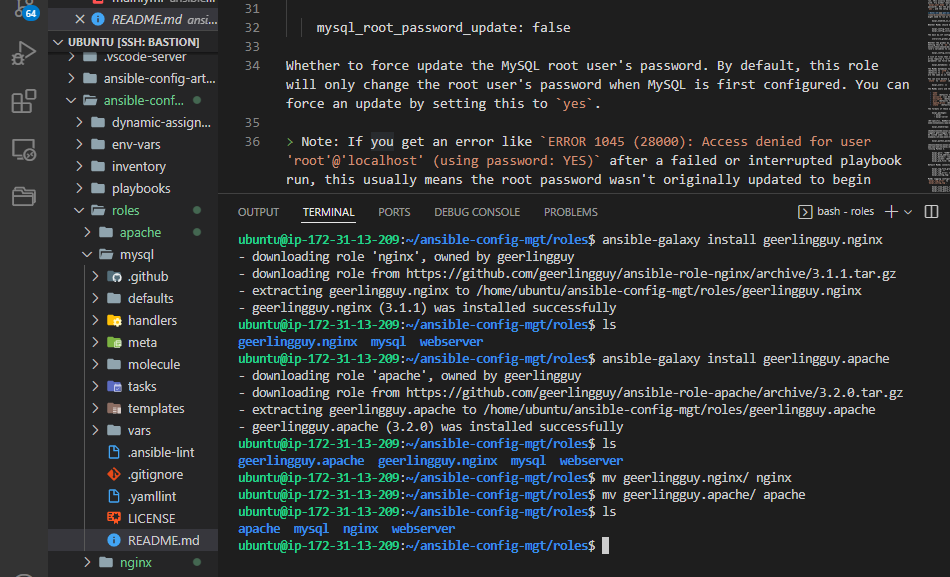 64
mainyml ansi...
README.md ansi...
UBUNTU [SSH: BASTION]
.vscode-server
ansible-config-art...
ansible-conf...
dynamic-assign...
env-vars
inventory
playbooks
roles
apache
mysql
.github
defaults
handlers
meta
molecule
tasks
templates
vars
.ansible-lint
.gitignore
.yamllint
LICENSE
README.md
nginx
31
32 mysql_root_password_update: false
33
34 Whether to force update the MySQL root user's password. By default, this role
will only change the root user's password when MySQL is first configured. You can
force an update by setting this to `yes`.
35
36 > Note: If you get an error like `ERROR 1045 (28000): Access denied for user
'root'@'localhost' (using password: YES)` after a failed or interrupted playbook
run, this usually means the root password wasn't originally updated to begin
OUTPUT TERMINAL PORTS DEBUG CONSOLE PROBLEMS bash - roles
ubuntu@ip-172-31-13-209:~/ansible-config-mgt/roles$ ansible-galaxy install geerlingguy.nginx
- downloading role 'nginx', owned by geerlingguy
- downloading role from https://github.com/geerlingguy/ansible-role-nginx/archive/3.1.1.tar.gz
- extracting geerlingguy.nginx to /home/ubuntu/ansible-config-mgt/roles/geerlingguy.nginx
- geerlingguy.nginx (3.1.1) was installed successfully
ubuntu@ip-172-31-13-209:~/ansible-config-mgt/roles$ ls
geerlingguy.nginx mysql webserver
ubuntu@ip-172-31-13-209:~/ansible-config-mgt/roles$ ansible-galaxy install geerlingguy.apache
- downloading role 'apache', owned by geerlingguy
- downloading role from https://github.com/geerlingguy/ansible-role-apache/archive/3.2.0.tar.gz
- extracting geerlingguy.apache to /home/ubuntu/ansible-config-mgt/roles/geerlingguy.apache
- geerlingguy.apache (3.2.0) was installed successfully
ubuntu@ip-172-31-13-209:~/ansible-config-mgt/roles$ ls
geerlingguy.apache geerlingguy.nginx mysql webserver
ubuntu@ip-172-31-13-209:~/ansible-config-mgt/roles$ mv geerlingguy.nginx/ nginx
ubuntu@ip-172-31-13-209:~/ansible-config-mgt/roles$ mv geerlingguy.apache/ apache
ubuntu@ip-172-31-13-209:~/ansible-config-mgt/roles$ ls
apache mysql nginx webserver
ubuntu@ip-172-31-13-209:~/ansible-config-mgt/roles$